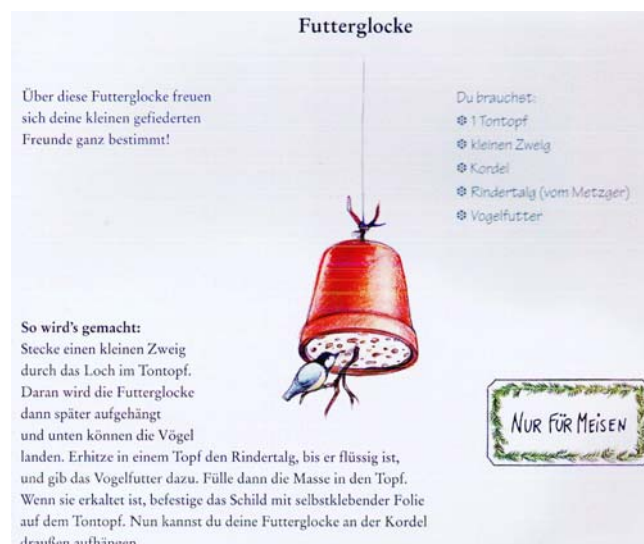 Futterglocke
Über diese Futterglocke freuen
sich deine kleinen gefiederten
Freunde ganz bestimmt!
Du brauchst:
❄ 1 Tontopf
❄ kleinen Zweig
❄ Kordel
❄ Rindertalg (vom Metzger)
❄ Vogelfutter
So wird's gemacht:
Stecke einen kleinen Zweig
durch das Loch im Tontopf.
Daran wird die Futterglocke
dann später aufgehängt
und unten können die Vögel
landen. Erhitze in einem Topf den Rindertalg, bis er flüssig ist,
und gib das Vogelfutter dazu. Fülle dann die Masse in den Topf.
Wenn sie erkaltet ist, befestige das Schild mit selbstklebender Folie
auf dem Tontopf. Nun kannst du deine Futterglocke an der Kordel
draußen aufhängen.
NUR FÜR MEISEN